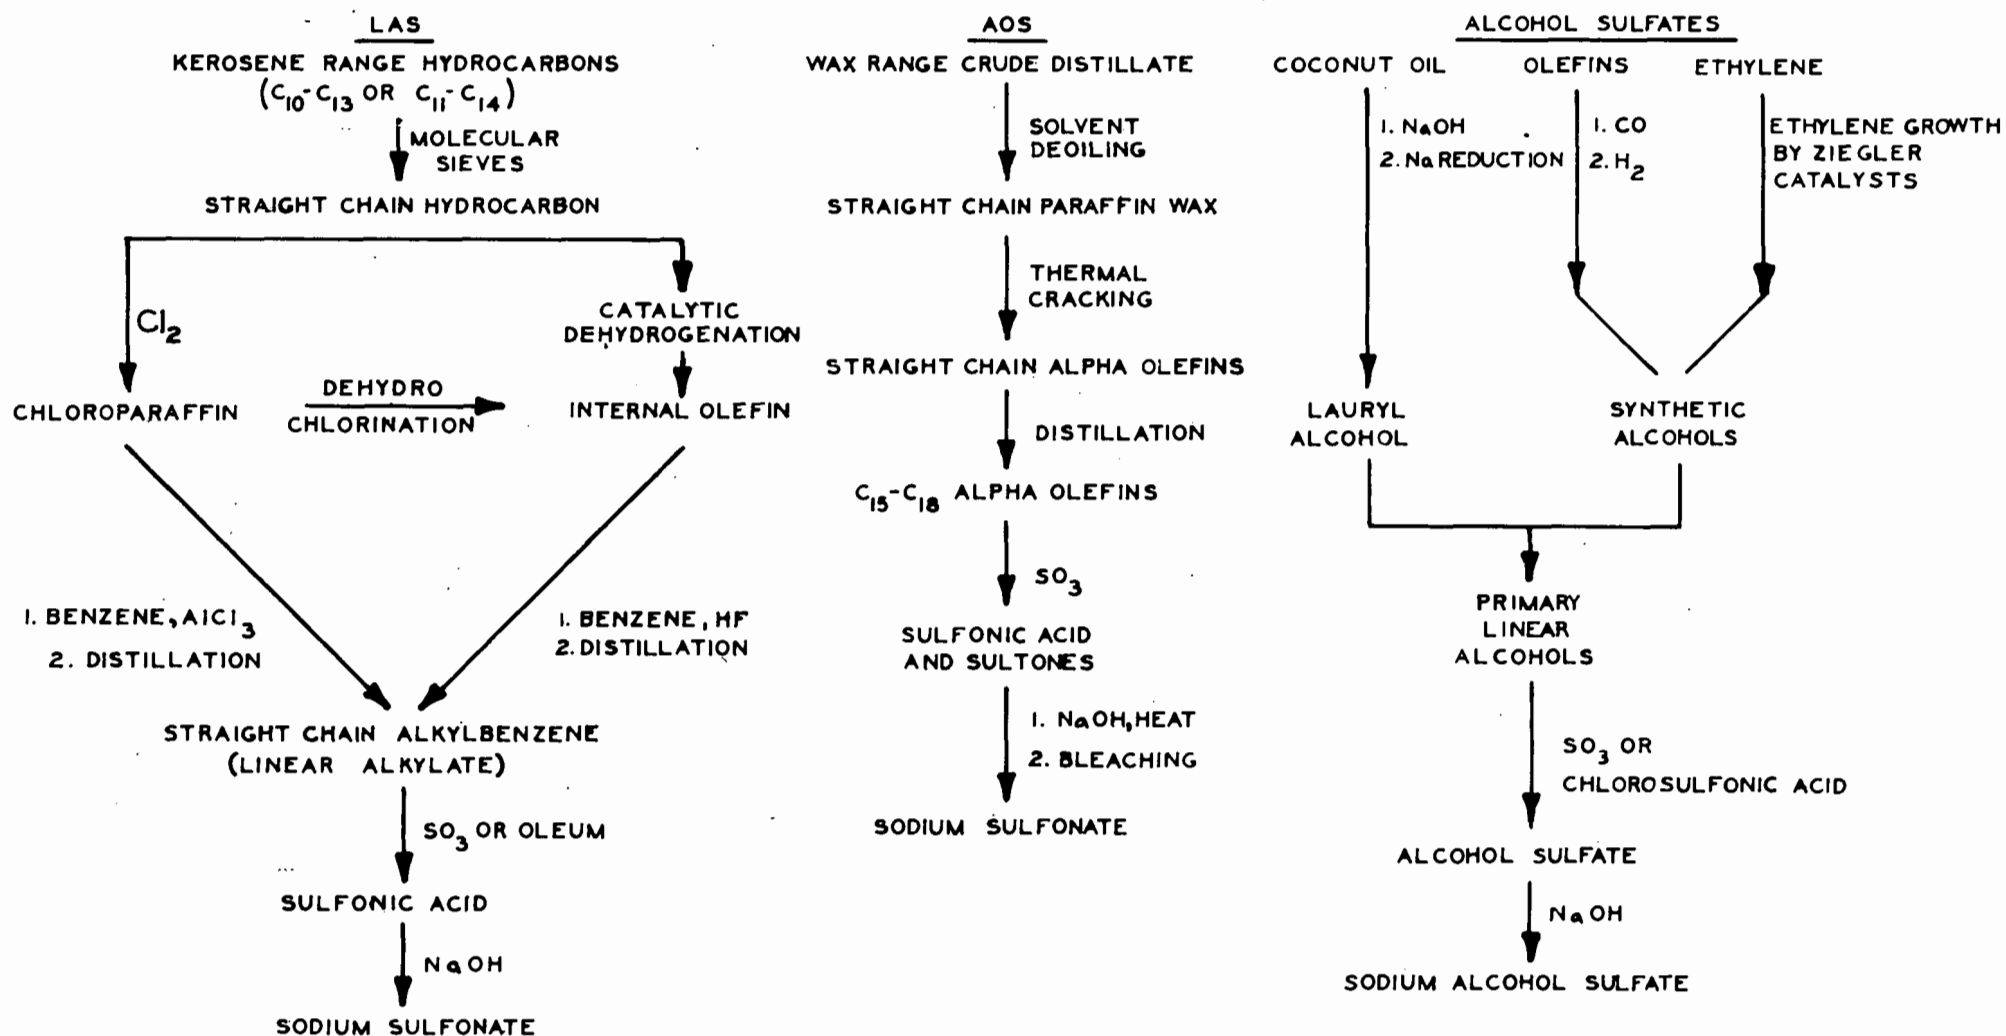 LAS
KEROSENE RANGE HYDROCARBONS
(C10-C13 OR C11-C14)
MOLECULAR
SIEVES
STRAIGHT CHAIN HYDROCARBON
Cl2
CATALYTIC
DEHYDROGENATION
CHLOROPARAFFIN
DEHYDRO
CHLORINATION
INTERNAL OLEFIN
1. BENZENE, AlCl3
2. DISTILLATION
1. BENZENE, HF
2. DISTILLATION
STRAIGHT CHAIN ALKYLBENZENE
(LINEAR ALKYLATE)
SO3 OR OLEUM
SULFONIC ACID
NaOH
SODIUM SULFONATE
AOS
WAX RANGE CRUDE DISTILLATE
SOLVENT
DEOILING
STRAIGHT CHAIN PARAFFIN WAX
THERMAL
CRACKING
STRAIGHT CHAIN ALPHA OLEFINS
DISTILLATION
C15-C18 ALPHA OLEFINS
SO3
SULFONIC ACID
AND SULTONES
1. NaOH, HEAT
2. BLEACHING
SODIUM SULFONATE
ALCOHOL SULFATES
COCONUT OIL
OLEFINS
ETHYLENE
1. NaOH
2. Na REDUCTION
1. CO
2. H2
ETHYLENE GROWTH
BY ZIEGLER
CATALYSTS
LAURYL
ALCOHOL
SYNTHETIC
ALCOHOLS
PRIMARY
LINEAR
ALCOHOLS
SO3 OR
CHLOROSULFONIC ACID
ALCOHOL SULFATE
NaOH
SODIUM ALCOHOL SULFATE